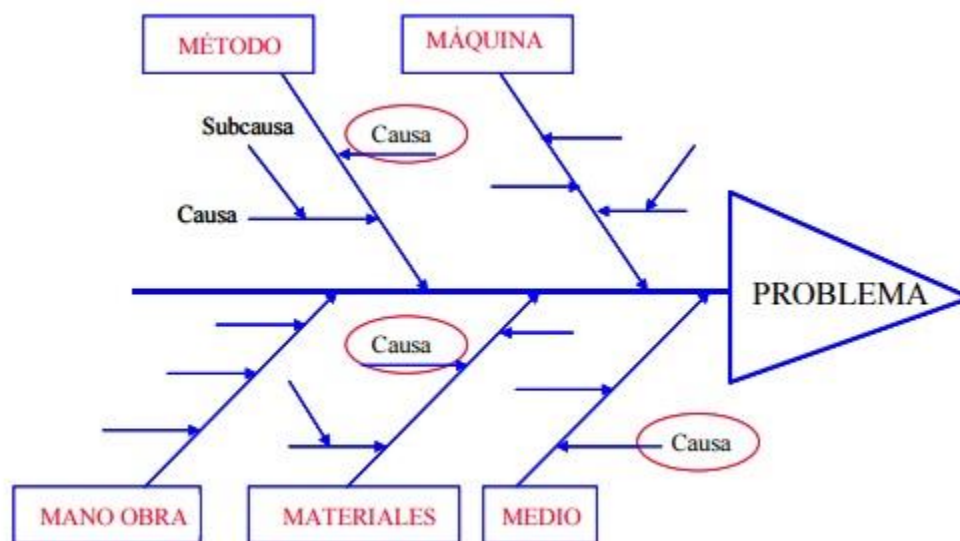 MÉTODO
MÁQUINA
Subcausa
Causa
Causa
PROBLEMA
Causa
Causa
MANO OBRA
MATERIALES
MEDIO